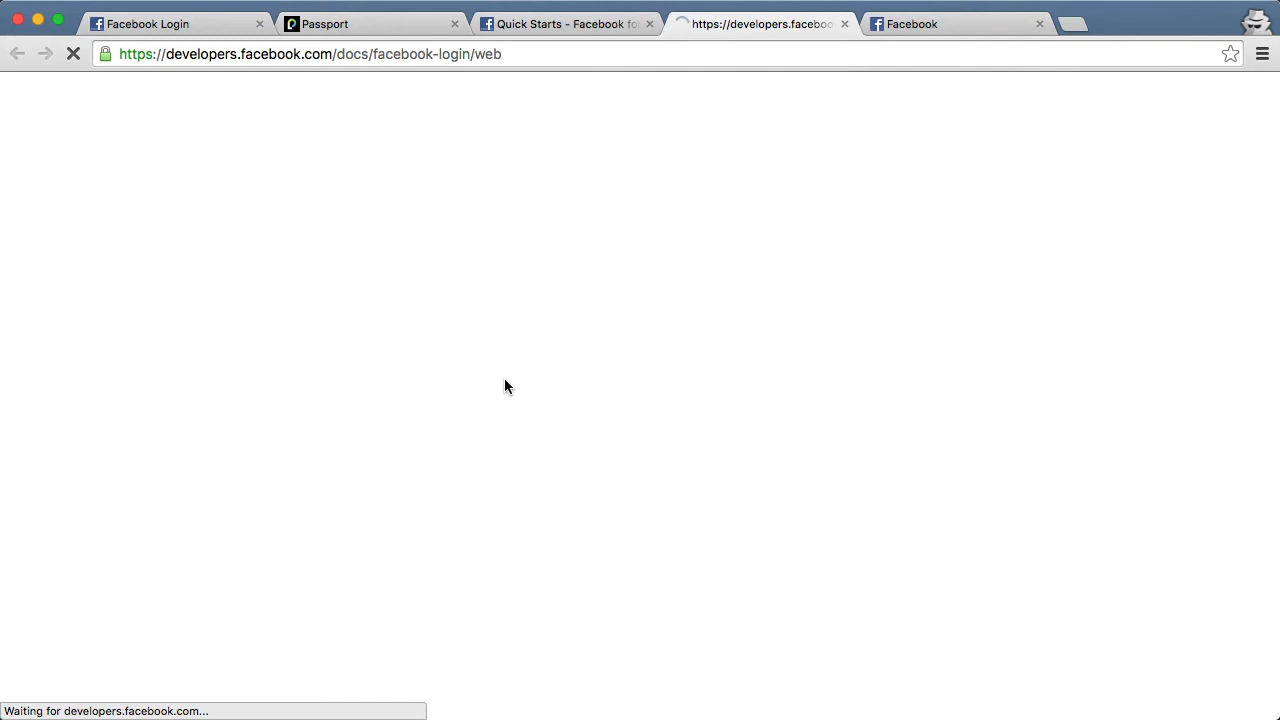 Facebook Login
Passport
Quick Starts - Facebook fo
https://developers.faceboo
Facebook
https://developers.facebook.com/docs/facebook-login/web
Waiting for developers.facebook.com...